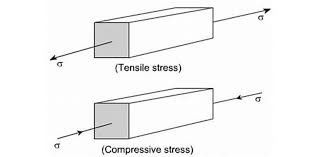 σ
σ
(Tensile stress)
σ
σ
(Compressive stress)